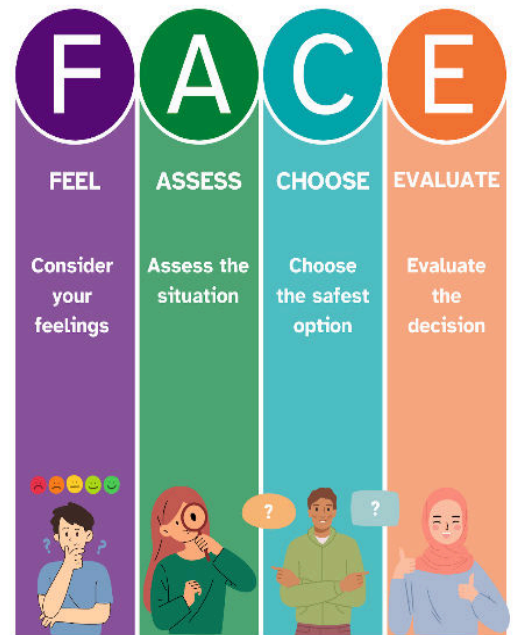 F
A
C
E
FEEL
Consider
your
feelings
ASSESS
Assess the
situation
CHOOSE
Choose
the safest
option
EVALUATE
Evaluate
the
decision
?
?
?
?